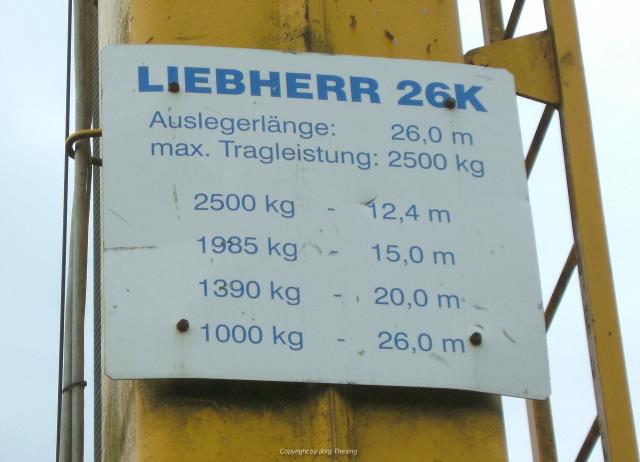 LIEBHERR 26K
Auslegerlänge: 26,0 m
max. Tragleistung: 2500 kg
2500 kg - 12,4 m
1985 kg - 15,0 m
1390 kg - 20,0 m
1000 kg - 26,0 m
Copyright by Jörg Thesing